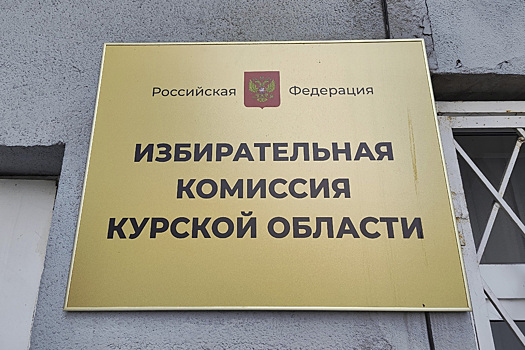 Российская Федерация
ИЗБИРАТЕЛЬНАЯ
КОМИССИЯ
КУРСКОЙ ОБЛАСТИ